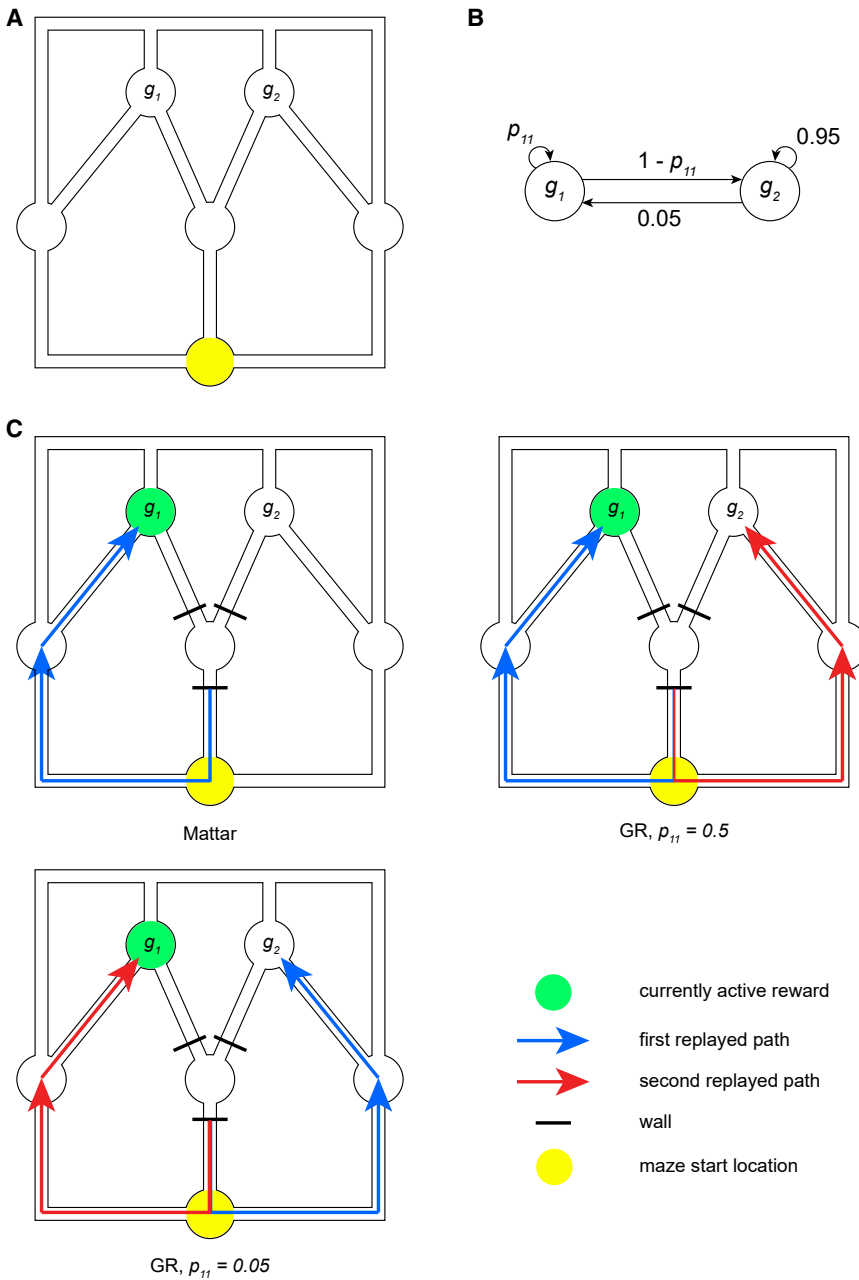 A
B
g1 g2
p11
1 - p11
0.95
g1
g2
0.05
C
g1 g2
g1 g2
Mattar
GR, p11 = 0.5
g1 g2
currently active reward
first replayed path
second replayed path
wall
maze start location
GR, p11 = 0.05